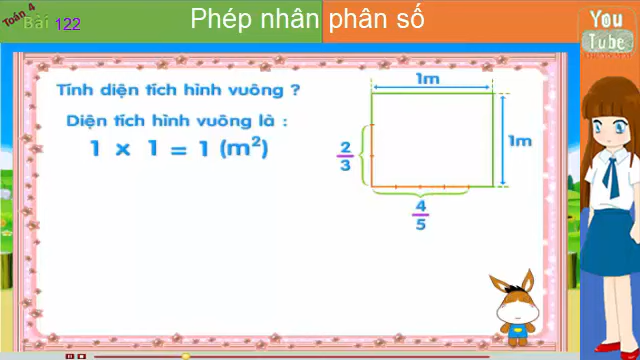 Toán 4
Bài 122
Phép nhân phân số
You
Tube
Tính diện tích hình vuông ?
Diện tích hình vuông là :
1 x 1 = 1 (m²)
1m
1m
2
3
4
5